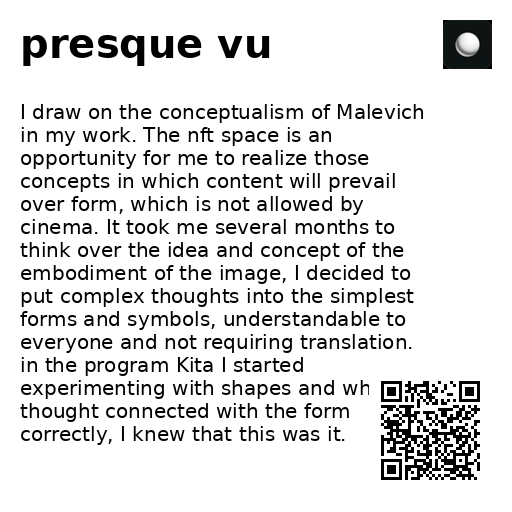 presque vu
I draw on the conceptualism of Malevich
in my work. The nft space is an
opportunity for me to realize those
concepts in which content will prevail
over form, which is not allowed by
cinema. It took me several months to
think over the idea and concept of the
embodiment of the image, I decided to
put complex thoughts into the simplest
forms and symbols, understandable to
everyone and not requiring translation.
in the program Kita I started
experimenting with shapes and wh
thought connected with the form
correctly, I knew that this was it.